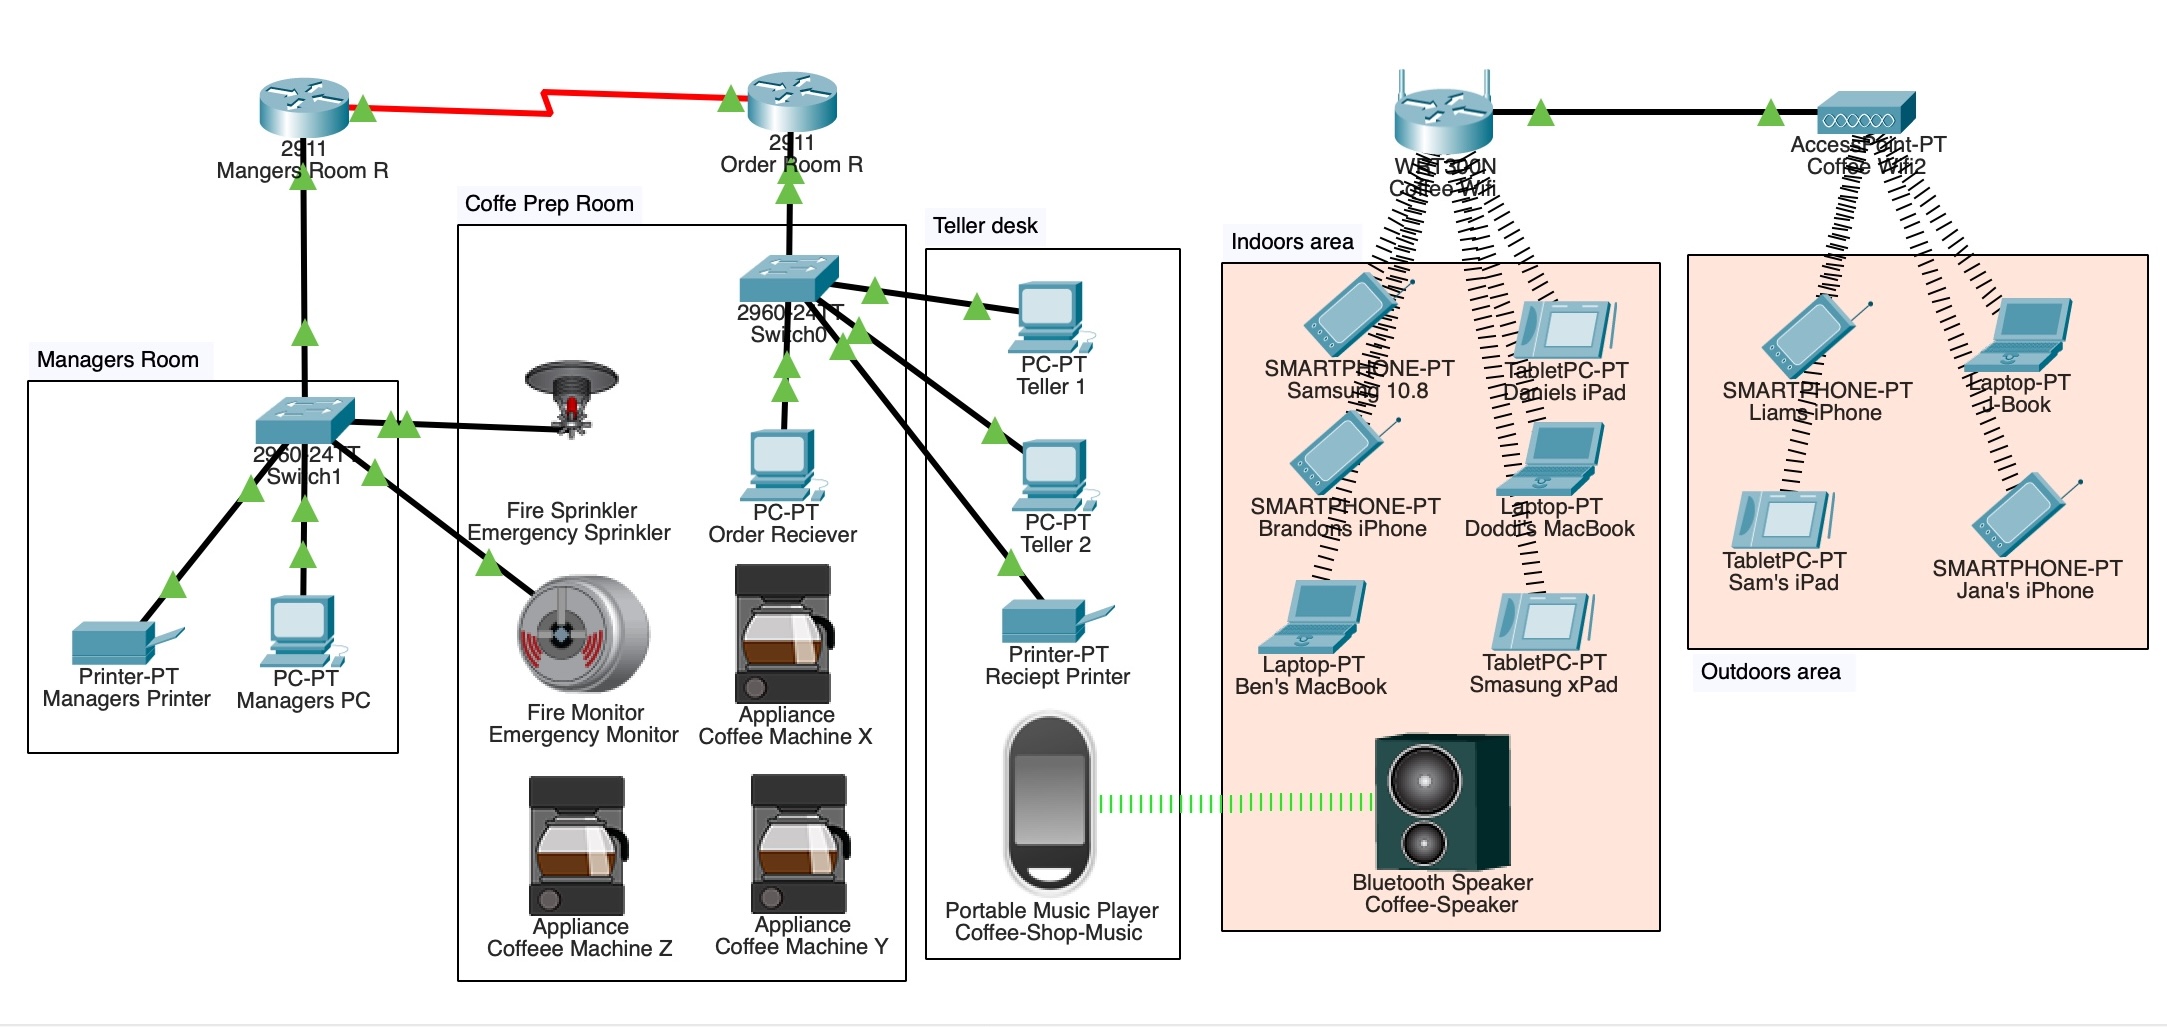 2911
Mangers Room R
2911
Order Room R
WRT300N
Coffee Wifi
AccessPoint-PT
Coffee Wifi2
Coffe Prep Room
Teller desk
Indoors area
2960-24TT
Switch0
Managers Room
PC-PT
Teller 1
SMARTPHONE-PT
Samsung 10.8
TabletPC-PT
Daniels iPad
SMARTPHONE-PT
Liams iPhone
Laptop-PT
J-Book
2960-24TT
Switch1
Fire Sprinkler
Emergency Sprinkler
PC-PT
Order Reciever
PC-PT
Teller 2
SMARTPHONE-PT
Brandons iPhone
Laptop-PT
Doddi's MacBook
TabletPC-PT
Sam's iPad
SMARTPHONE-PT
Jana's iPhone
Printer-PT
Managers Printer
PC-PT
Managers PC
Fire Monitor
Emergency Monitor
Appliance
Coffee Machine X
Printer-PT
Reciept Printer
Laptop-PT
Ben's MacBook
TabletPC-PT
Smasung xPad
Outdoors area
Appliance
Coffeee Machine Z
Appliance
Coffee Machine Y
Portable Music Player
Coffee-Shop-Music
Bluetooth Speaker
Coffee-Speaker